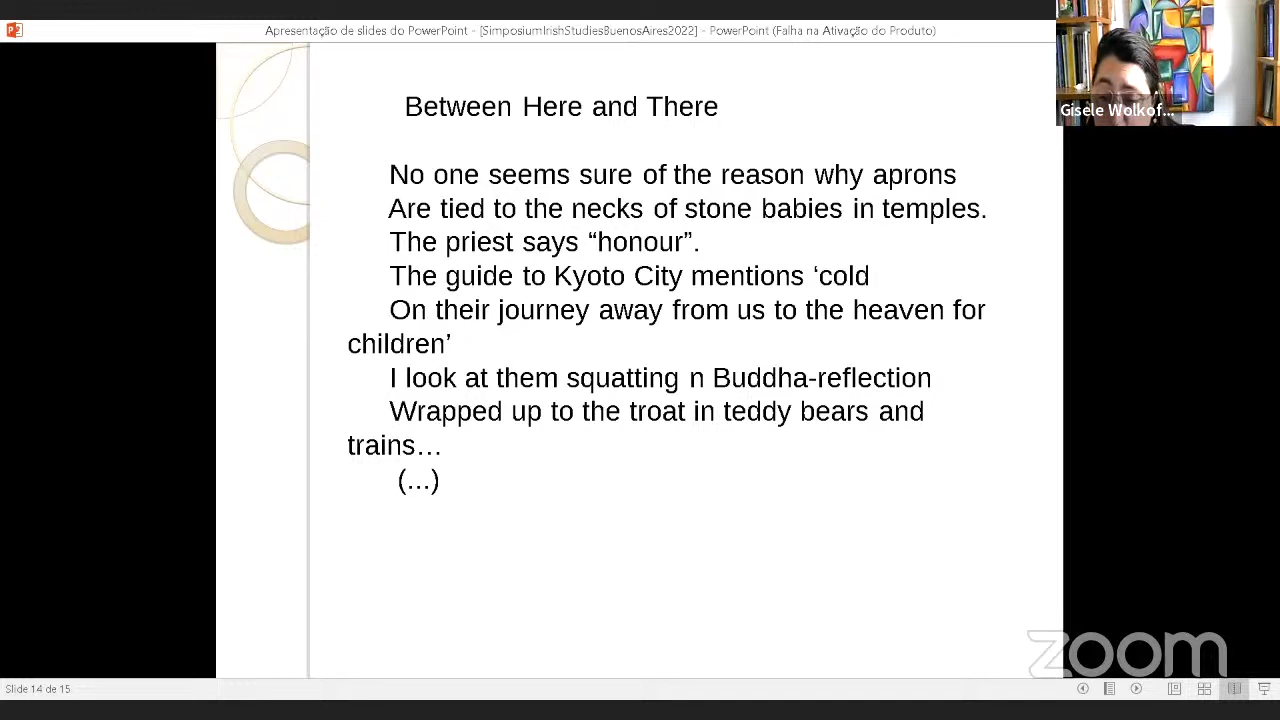 Apresentação de slides do PowerPoint - [SimposiumIrishStudiesBuenosAires2022] - PowerPoint (Falha na Ativação do Produto)
Gisele Wolkof...
Between Here and There
No one seems sure of the reason why aprons
Are tied to the necks of stone babies in temples.
The priest says “honour”.
The guide to Kyoto City mentions ‘cold
On their journey away from us to the heaven for
children’
I look at them squatting n Buddha-reflection
Wrapped up to the troat in teddy bears and
trains…
(...)
zoom
Slide 14 de 15